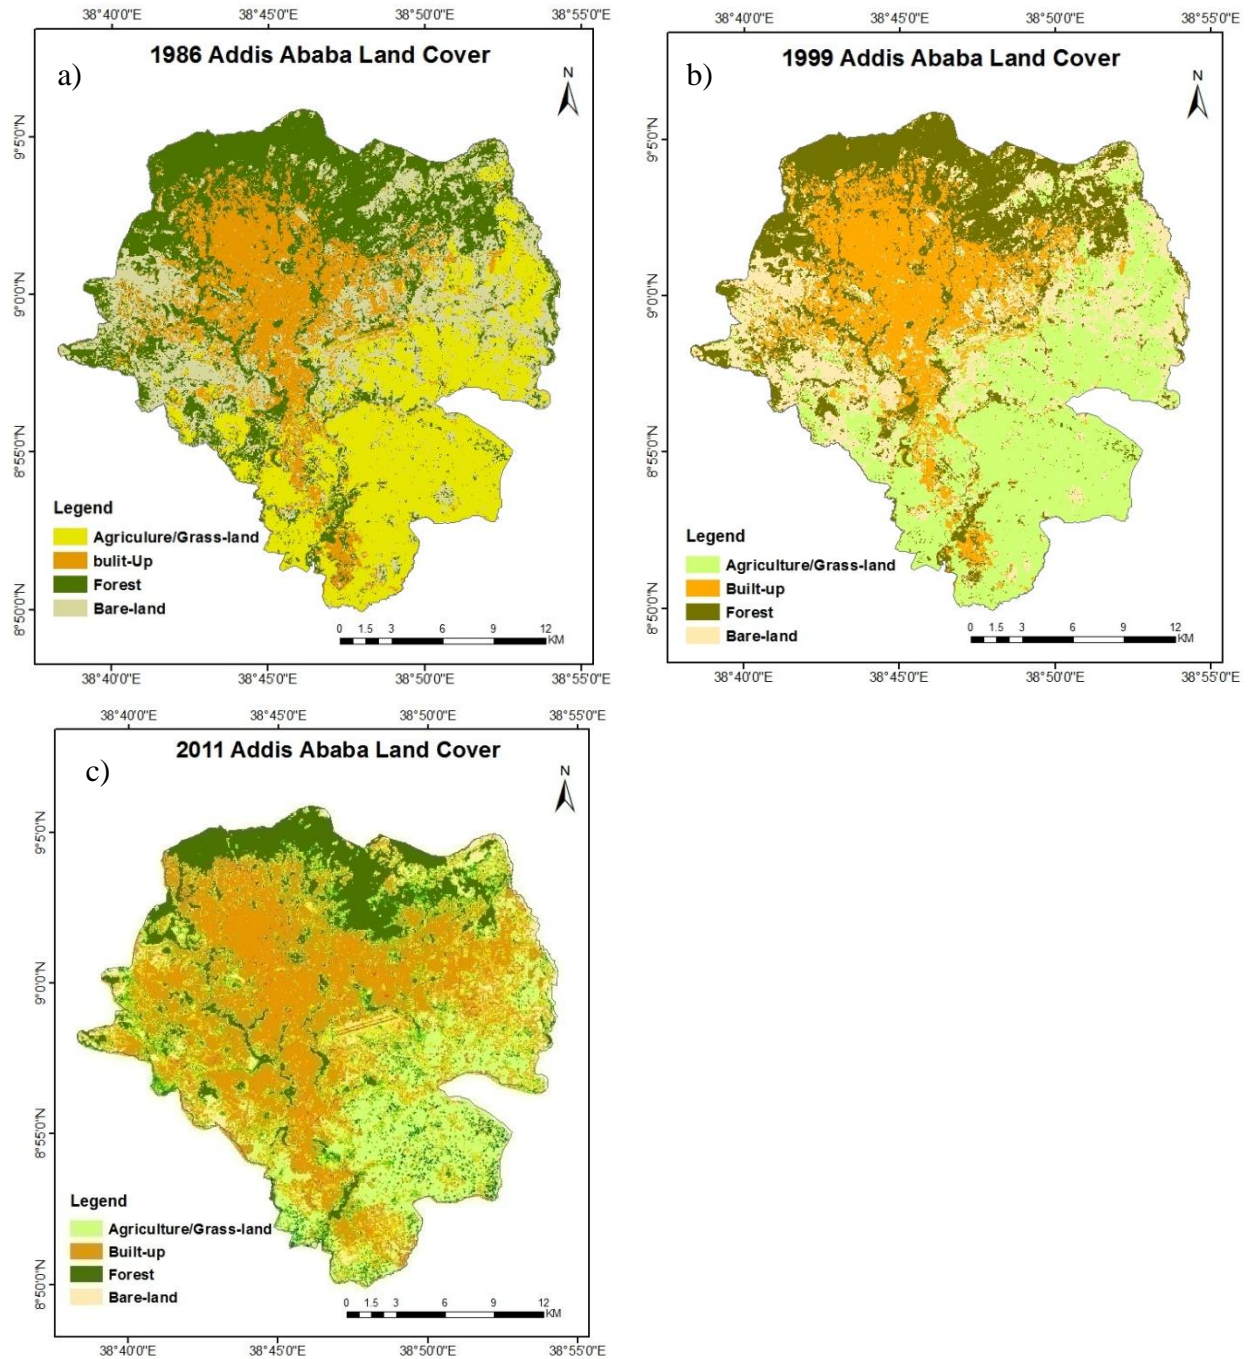 38°40'0"E 38°45'0"E 38°50'0"E 38°55'0"E
1986 Addis Ababa Land Cover
a)
N
9°5'0"N
9°0'0"N
8°55'0"N
8°50'0"N
Legend
Agriculure/Grass-land
bulit-Up
Forest
Bare-land
0 1.5 3 6 9 12
KM
38°40'0"E 38°45'0"E 38°50'0"E 38°55'0"E
38°40'0"E 38°45'0"E 38°50'0"E 38°55'0"E
1999 Addis Ababa Land Cover
b)
N
9°5'0"N
9°0'0"N
8°55'0"N
8°50'0"N
Legend
Agriculture/Grass-land
Built-up
Forest
Bare-land
0 1.5 3 6 9 12
KM
38°40'0"E 38°45'0"E 38°50'0"E 38°55'0"E
38°40'0"E 38°45'0"E 38°50'0"E 38°55'0"E
2011 Addis Ababa Land Cover
c)
N
9°5'0"N
9°0'0"N
8°55'0"N
8°50'0"N
Legend
Agriculture/Grass-land
Built-up
Forest
Bare-land
0 1.5 3 6 9 12
KM
38°40'0"E 38°45'0"E 38°50'0"E 38°55'0"E